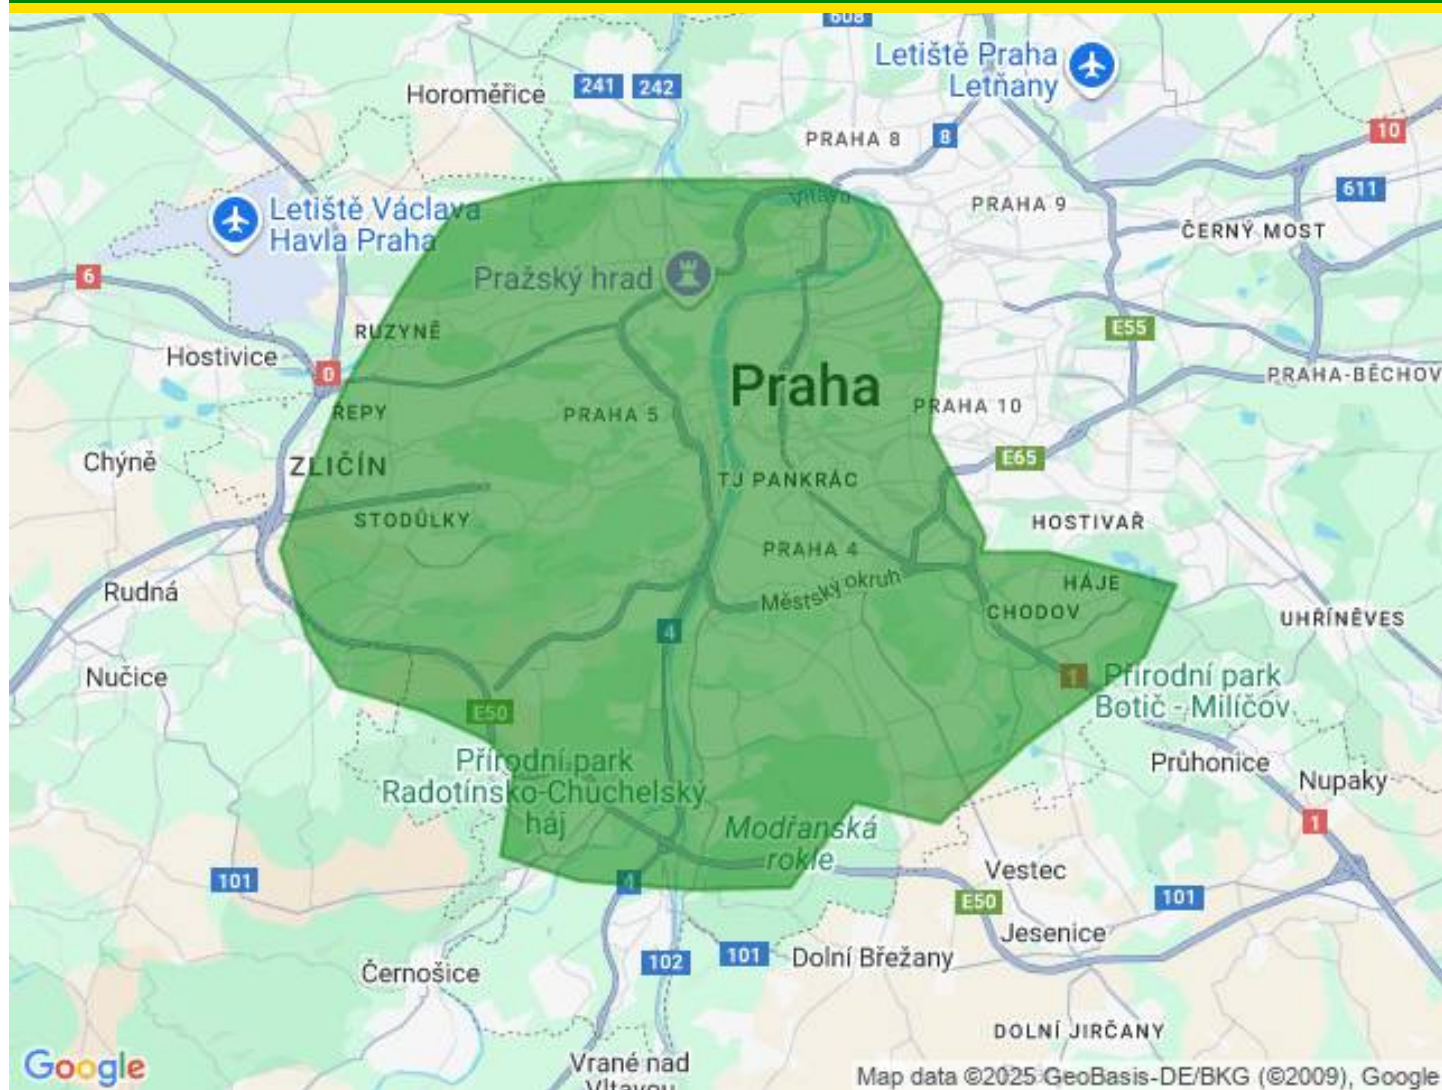 608
Letiště Praha
Letňany
Horoměřice
241
242
PRAHA 8
8
10
Vltava
611
Letiště Václava
Havla Praha
PRAHA 9
ČERNÝ MOST
6
Pražský hrad
RUZYNĚ
E55
Hostivice
0
PRAHA-BĚCHOV
Praha
ŘEPY
PRAHA 5
PRAHA 10
Chýně
ZLIČÍN
E65
TJ PANKRÁC
STODŮLKY
HOSTIVAŘ
PRAHA 4
Rudná
Městský okruh
HÁJE
CHODOV
UHŘÍNĚVES
4
Nučice
1
Přírodní park
Botič - Milíčov
E50
Přírodní park
Radotínsko-Chuchelský
háj
Průhonice
Nupaky
1
Modřanská
rokle
101
4
Vestec
E50
101
Jesenice
Černošice
102
101
Dolní Břežany
DOLNÍ JIRČANY
Vrané nad
Vltavou
Google
Map data ©2025 GeoBasis-DE/BKG (©2009), Google